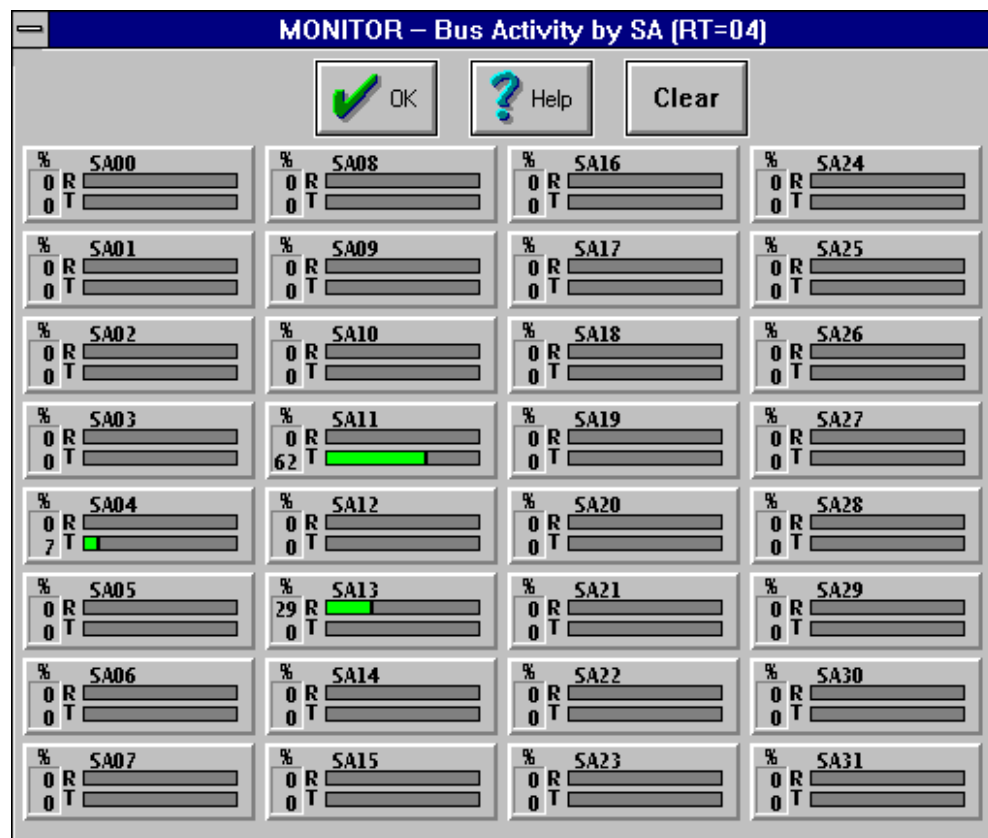 MONITOR – Bus Activity by SA (RT=04)
OK
Help
Clear
% SA00
0 R
0 T
% SA08
0 R
0 T
% SA16
0 R
0 T
% SA24
0 R
0 T
% SA01
0 R
0 T
% SA09
0 R
0 T
% SA17
0 R
0 T
% SA25
0 R
0 T
% SA02
0 R
0 T
% SA10
0 R
0 T
% SA18
0 R
0 T
% SA26
0 R
0 T
% SA03
0 R
0 T
% SA11
0 R
62 T
% SA19
0 R
0 T
% SA27
0 R
0 T
% SA04
0 R
7 T
% SA12
0 R
0 T
% SA20
0 R
0 T
% SA28
0 R
0 T
% SA05
0 R
0 T
% SA13
29 R
0 T
% SA21
0 R
0 T
% SA29
0 R
0 T
% SA06
0 R
0 T
% SA14
0 R
0 T
% SA22
0 R
0 T
% SA30
0 R
0 T
% SA07
0 R
0 T
% SA15
0 R
0 T
% SA23
0 R
0 T
% SA31
0 R
0 T